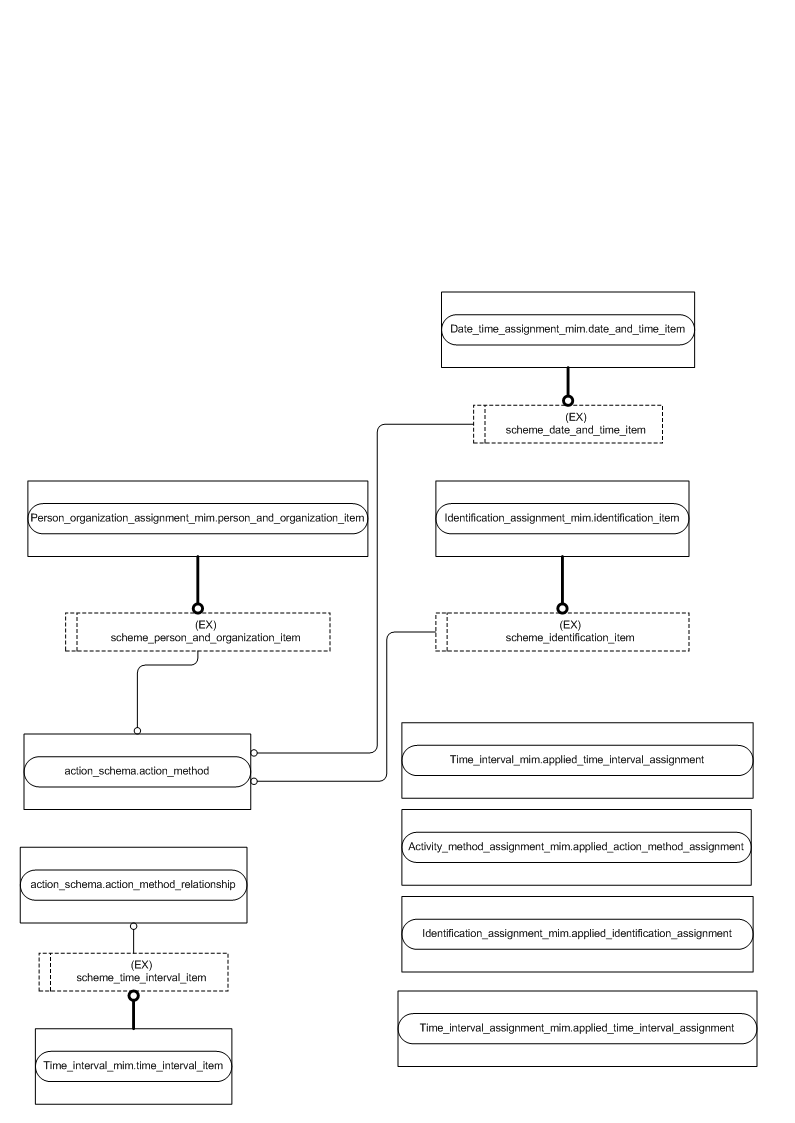 Date_time_assignment_mim.date_and_time_item
(EX)
scheme_date_and_time_item
Person_organization_assignment_mim.person_and_organization_item
Identification_assignment_mim.identification_item
(EX)
scheme_person_and_organization_item
(EX)
scheme_identification_item
action_schema.action_method
Time_interval_mim.applied_time_interval_assignment
Activity_method_assignment_mim.applied_action_method_assignment
action_schema.action_method_relationship
Identification_assignment_mim.applied_identification_assignment
(EX)
scheme_time_interval_item
Time_interval_assignment_mim.applied_time_interval_assignment
Time_interval_mim.time_interval_item